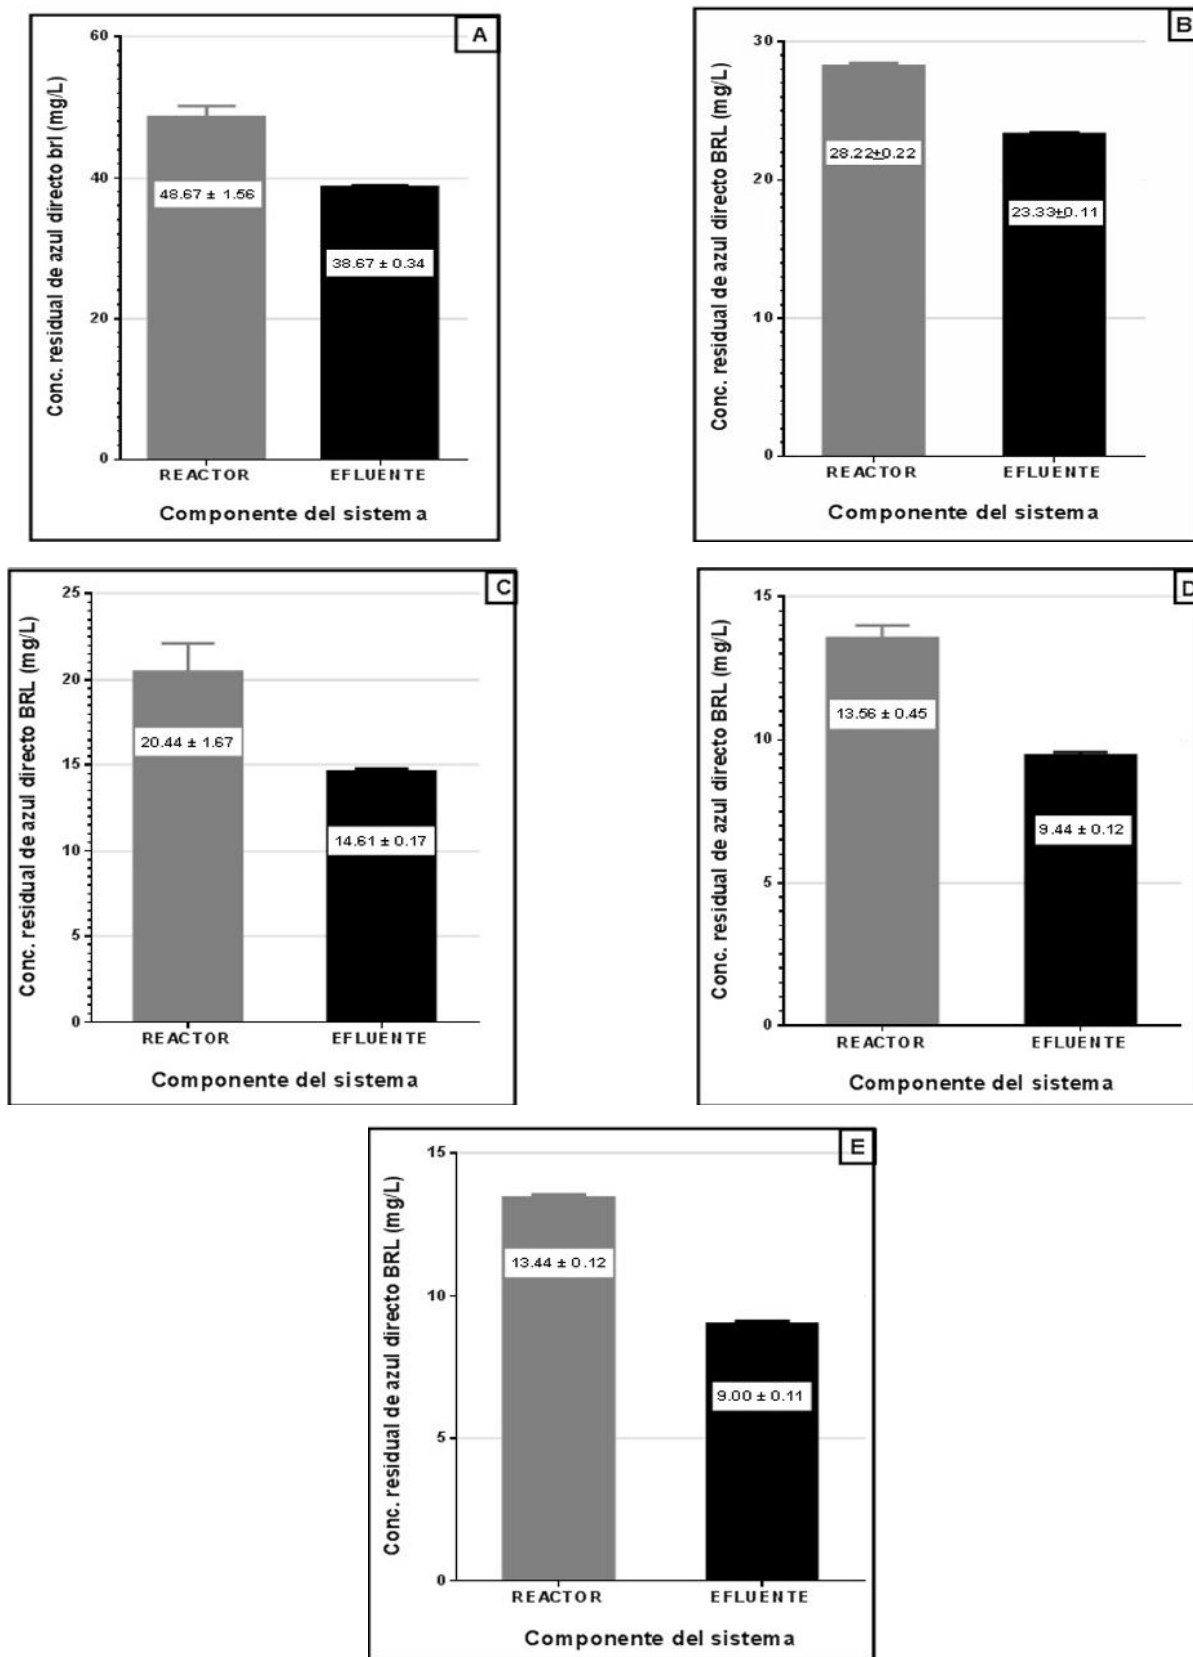 A
Conc. residual de azul directo brl (mg/L)
60
40
20
0
48.67 ± 1.56
38.67 ± 0.34
REACTOR
EFLUENTE
Componente del sistema
B
Conc. residual de azul directo BRL (mg/L)
30
20
10
0
28.22±0.22
23.33±0.11
REACTOR
EFLUENTE
Componente del sistema
C
Conc. residual de azul directo BRL (mg/L)
25
20
15
10
5
0
20.44 ± 1.67
14.61 ± 0.17
REACTOR
EFLUENTE
Componente del sistema
D
Conc. residual de azul directo BRL (mg/L)
15
10
5
0
13.56 ± 0.45
9.44 ± 0.12
REACTOR
EFLUENTE
Componente del sistema
E
Conc. residual de azul directo BRL (mg/L)
15
10
5
0
13.44 ± 0.12
9.00 ± 0.11
REACTOR
EFLUENTE
Componente del sistema